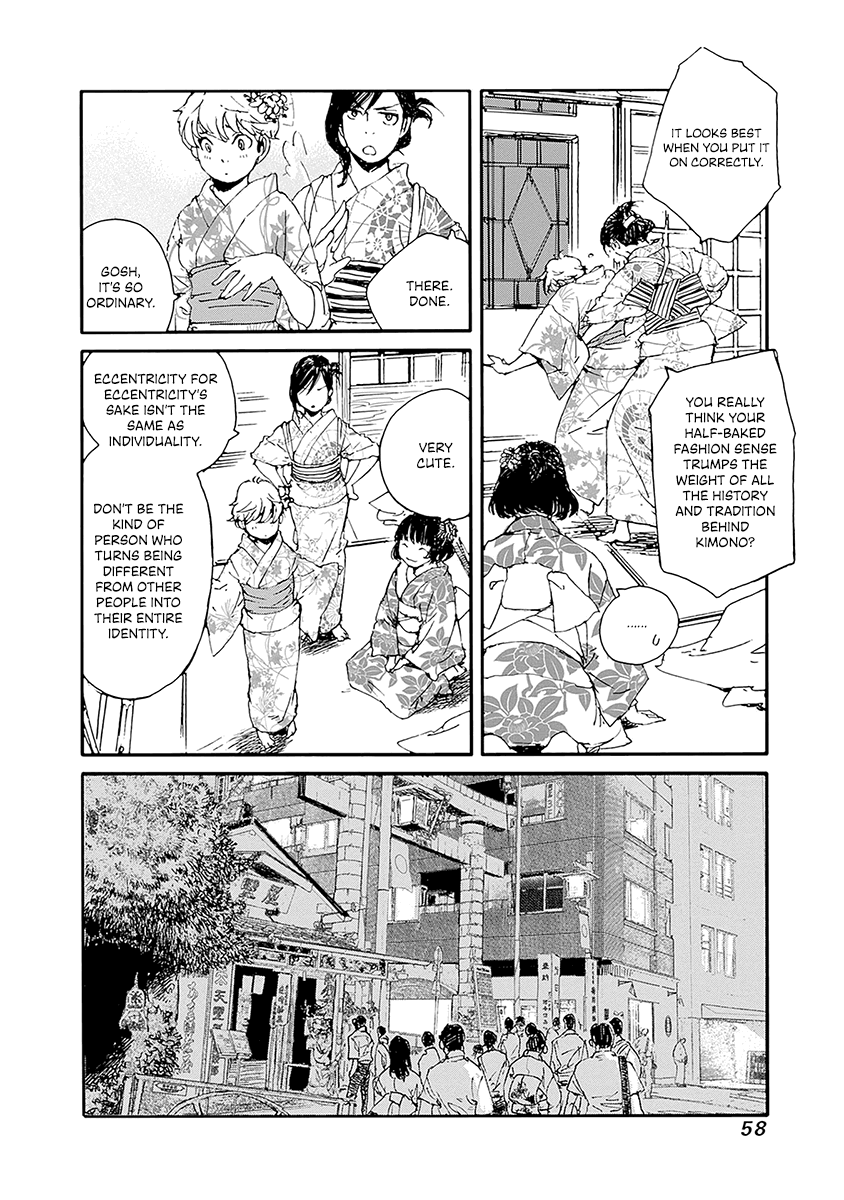 IT LOOKS BEST
WHEN YOU PUT IT
ON CORRECTLY.
YOU REALLY
THINK YOUR
HALF-BAKED
FASHION SENSE
TRUMPS THE
WEIGHT OF ALL
THE HISTORY
AND TRADITION
BEHIND
KIMONO?
......
THERE.
DONE.
GOSH,
IT'S SO
ORDINARY.
VERY
CUTE.
ECCENTRICITY FOR
ECCENTRICITY'S
SAKE ISN'T THE
SAME AS
INDIVIDUALITY.
DON'T BE THE
KIND OF
PERSON WHO
TURNS BEING
DIFFERENT
FROM OTHER
PEOPLE INTO
THEIR ENTIRE
IDENTITY.
58